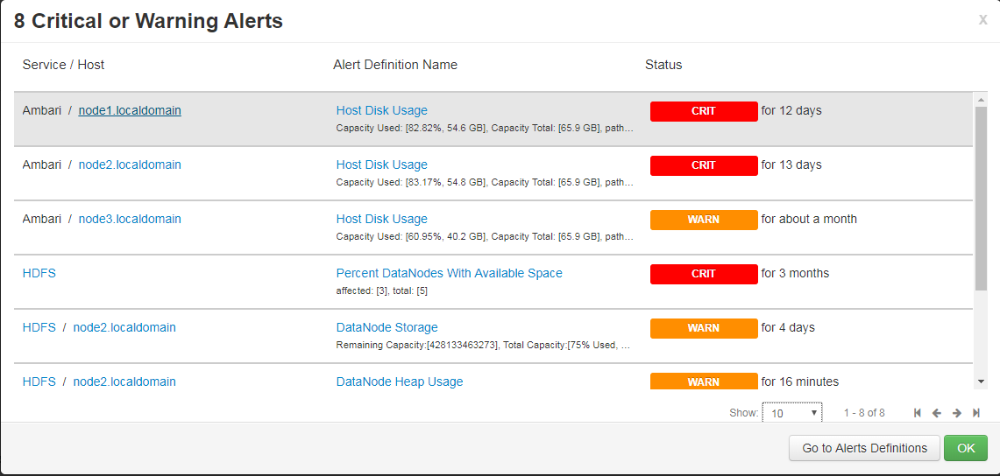 8 Critical or Warning Alerts X
Service / Host Alert Definition Name Status
Ambari / node1.localdomain Host Disk Usage CRIT for 12 days
Capacity Used: [82.82%, 54.6 GB], Capacity Total: [65.9 GB], path…
Ambari / node2.localdomain Host Disk Usage CRIT for 13 days
Capacity Used: [83.17%, 54.8 GB], Capacity Total: [65.9 GB], path…
Ambari / node3.localdomain Host Disk Usage WARN for about a month
Capacity Used: [60.95%, 40.2 GB], Capacity Total: [65.9 GB], path…
HDFS Percent DataNodes With Available Space CRIT for 3 months
affected: [3], total: [5]
HDFS / node2.localdomain DataNode Storage WARN for 4 days
Remaining Capacity:[428133463273], Total Capacity:[75% Used, …
HDFS / node2.localdomain DataNode Heap Usage WARN for 16 minutes
Show: 10 1 - 8 of 8
Go to Alerts Definitions OK